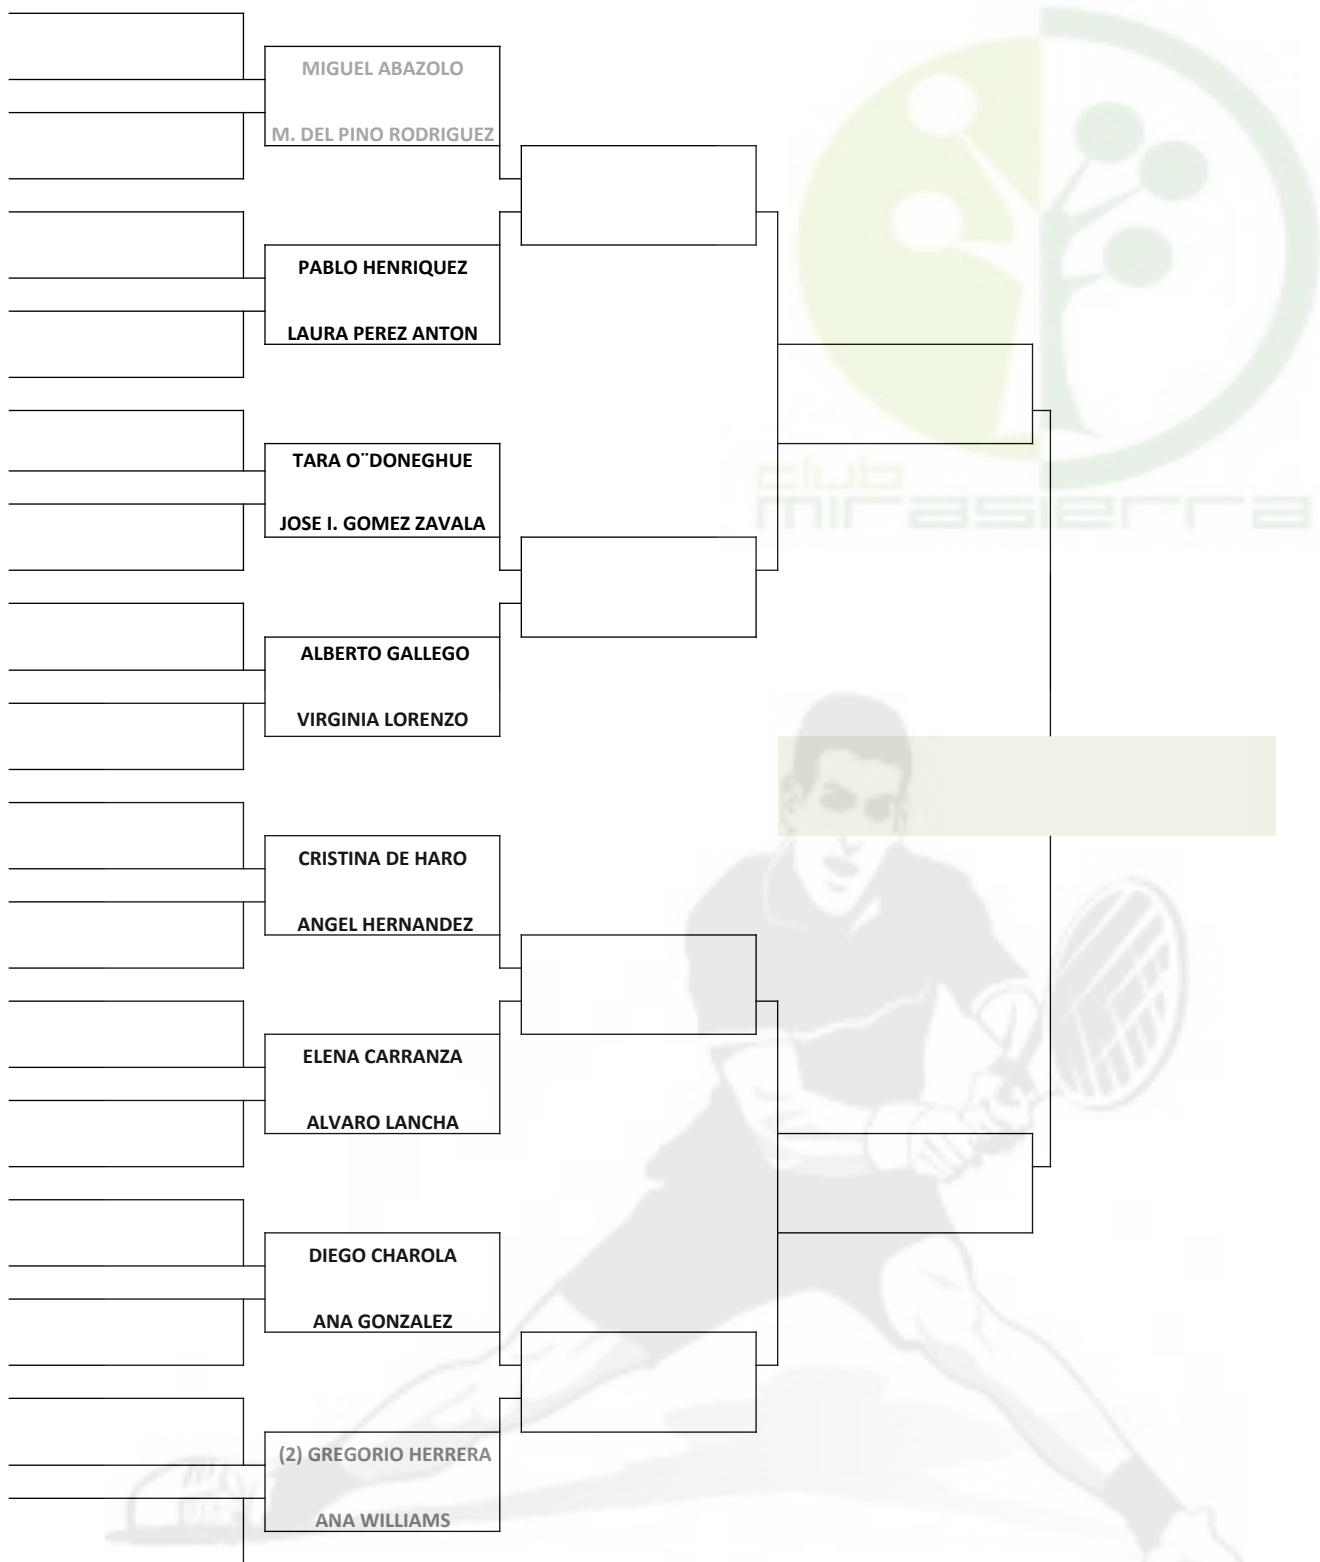 MIGUEL ABAZOLO
M. DEL PINO RODRIGUEZ
PABLO HENRIQUEZ
LAURA PEREZ ANTON
TARA O¨DONEGHUE
club
mirasierra
JOSE I. GOMEZ ZAVALA
ALBERTO GALLEGO
VIRGINIA LORENZO
CRISTINA DE HARO
ANGEL HERNANDEZ
ELENA CARRANZA
ALVARO LANCHA
DIEGO CHAROLA
ANA GONZALEZ
(2) GREGORIO HERRERA
ANA WILLIAMS